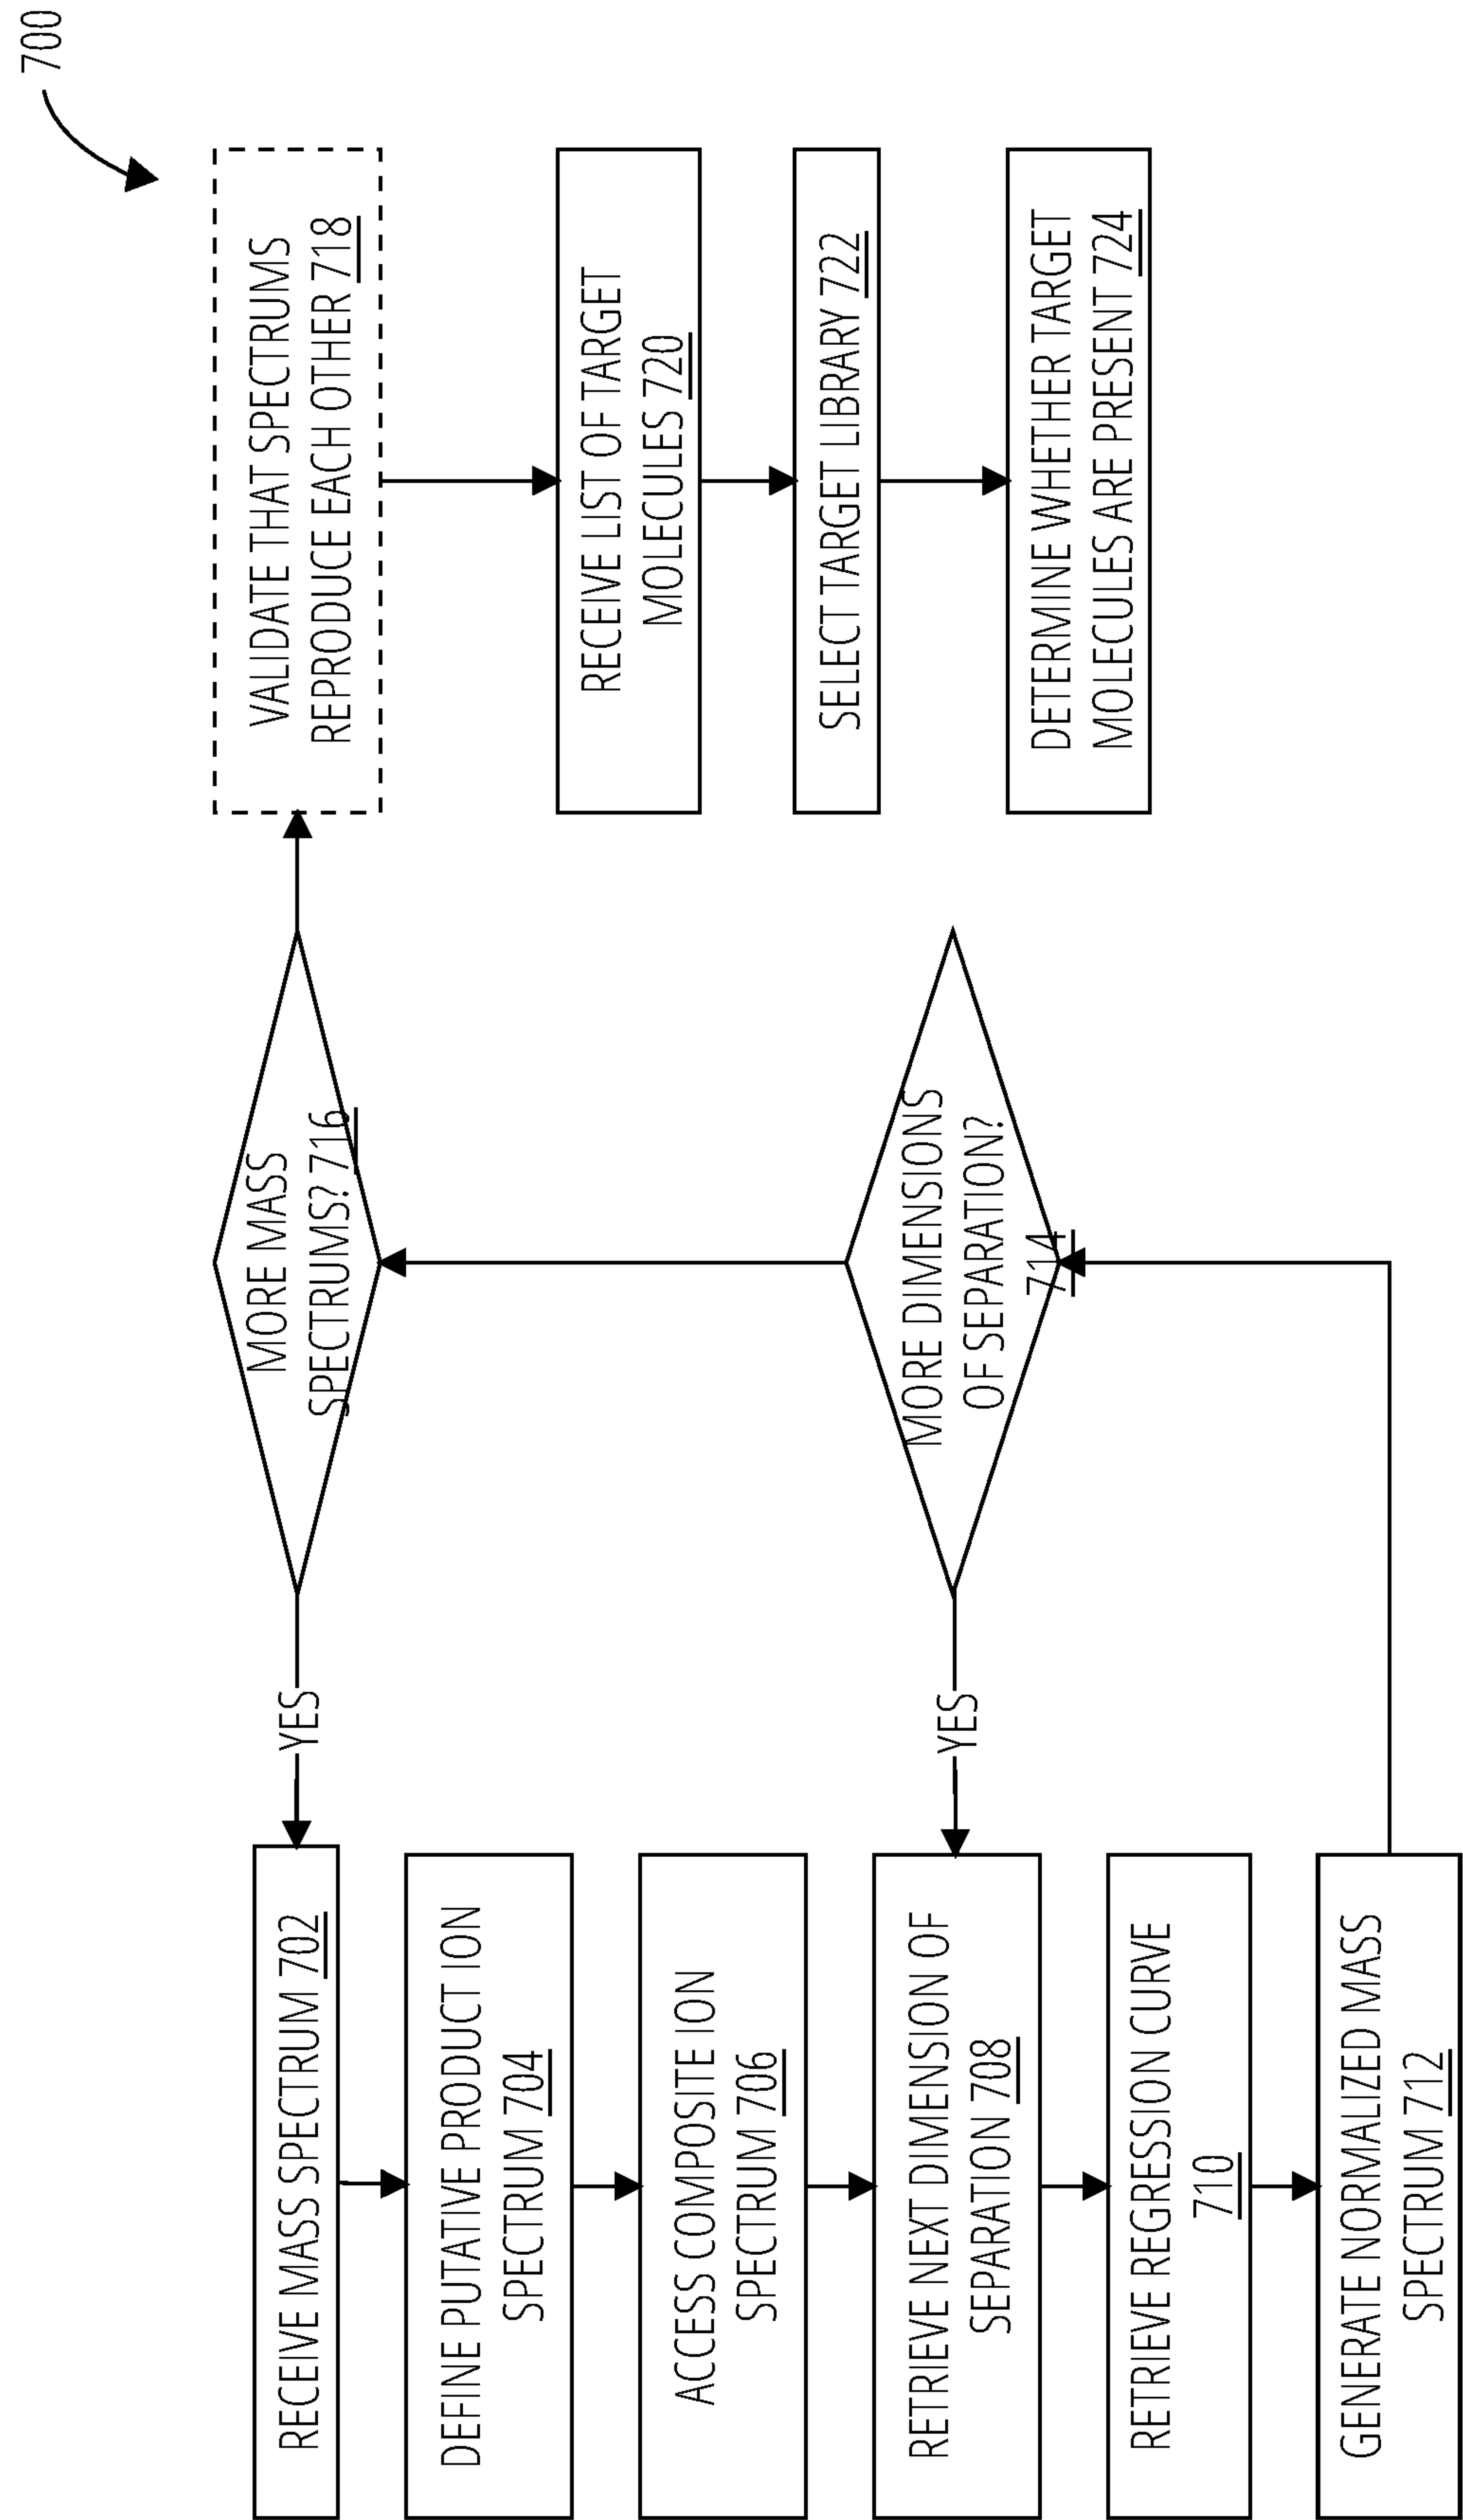 700
RECEIVE MASS SPECTRUM 702
DEFINE PUTATIVE PRODUCT ION
SPECTRUM 704
ACCESS COMPOSITE ION
SPECTRUM 706
RETRIEVE NEXT DIMENSION OF
SEPARATION 708
RETRIEVE REGRESSION CURVE
710
GENERATE NORMALIZED MASS
SPECTRUM 712
YES
YES
MORE MASS
SPECTRUMS? 716
MORE DIMENSIONS
OF SEPARATION?
714
VALIDATE THAT SPECTRUMS
REPRODUCE EACH OTHER 718
RECEIVE LIST OF TARGET
MOLECULES 720
SELECT TARGET LIBRARY 722
DETERMINE WHETHER TARGET
MOLECULES ARE PRESENT 724